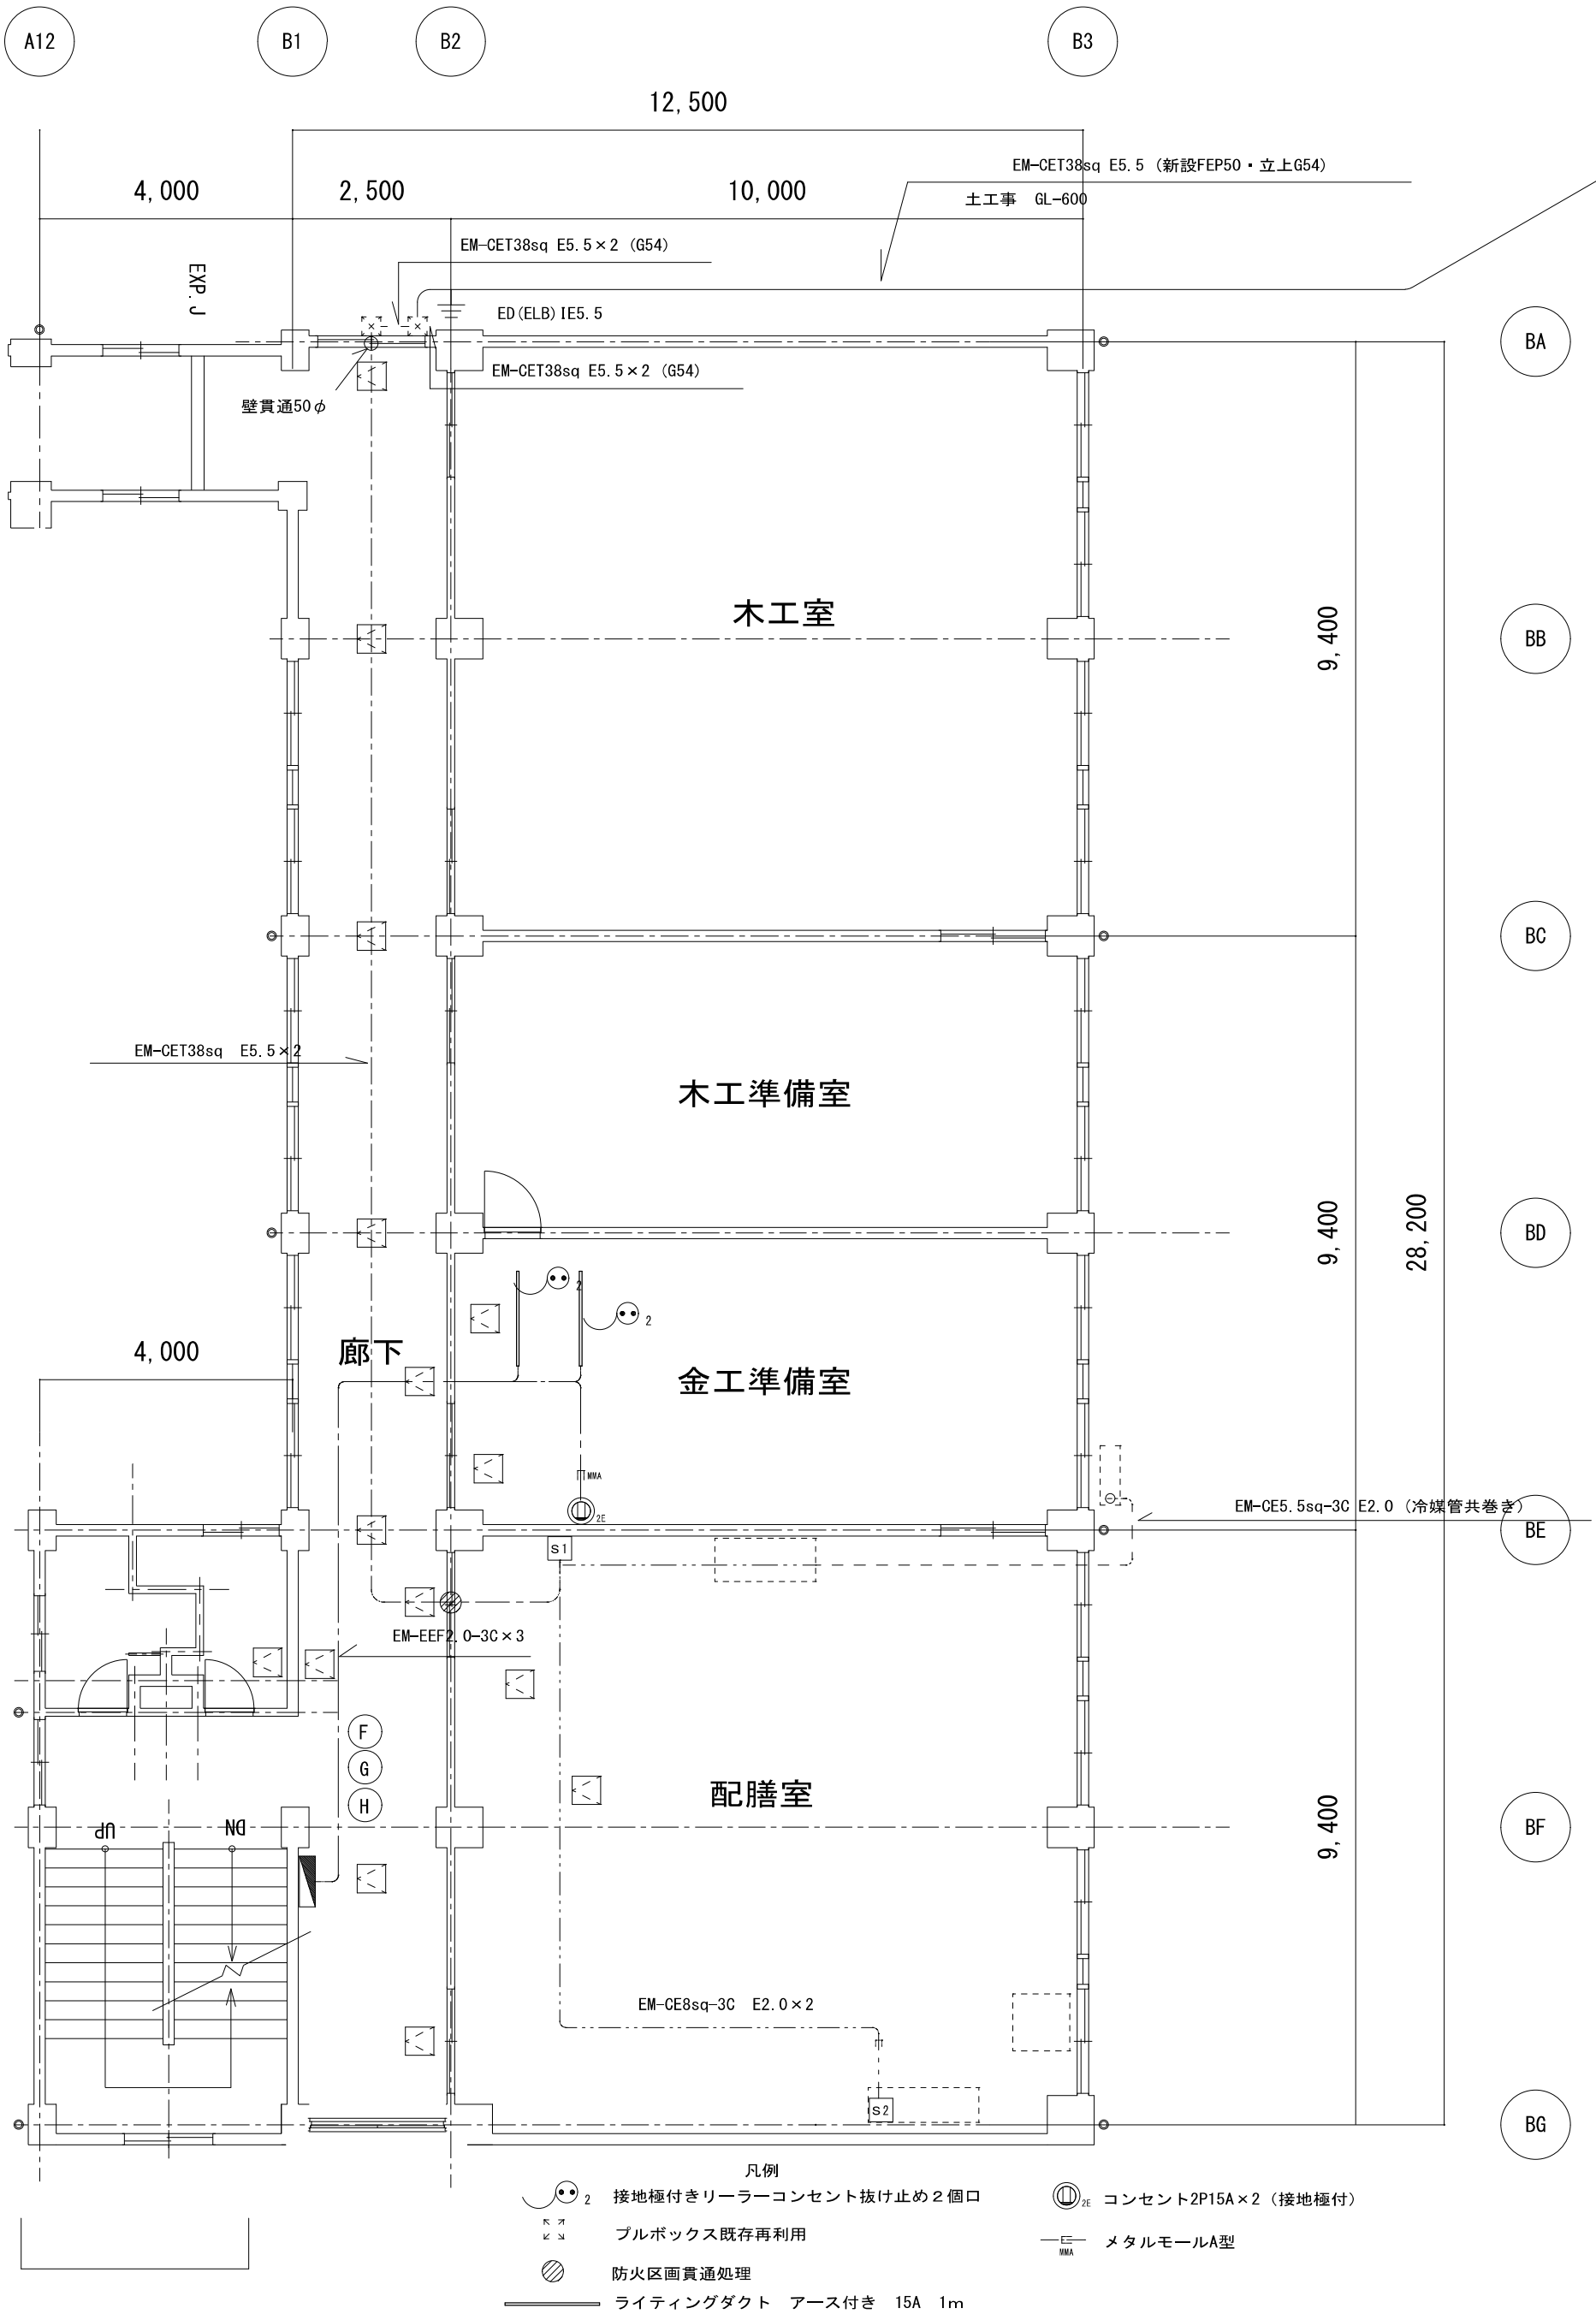 A12
B1
B2
B3
12,500
4,000
2,500
10,000
EM-CET38sq E5.5 (新設FEP50・立上G54)
土工事 GL-600
EM-CET38sq E5.5×2 (G54)
EXP.J
ED(ELB)IE5.5
BA
EM-CET38sq E5.5×2 (G54)
壁貫通50φ
木工室
9,400
BB
BC
EM-CET38sq E5.5×2
木工準備室
9,400
28,200
BD
2
2
4,000
廊下
金工準備室
MMA
2E
EM-CE5.5sq-3C E2.0 (冷媒管共巻き)
BE
S1
EM-EEF2.0-3C×3
F
G
H
配膳室
9,400
BF
UP
DN
EM-CE8sq-3C E2.0×2
S2
BG
凡例
2 接地極付きリーラーコンセント抜け止め2個口
2E コンセント2P15A×2 (接地極付)
プルボックス既存再利用
MMA メタルモールA型
防火区画貫通処理
ライティングダクト アース付き 15A 1m